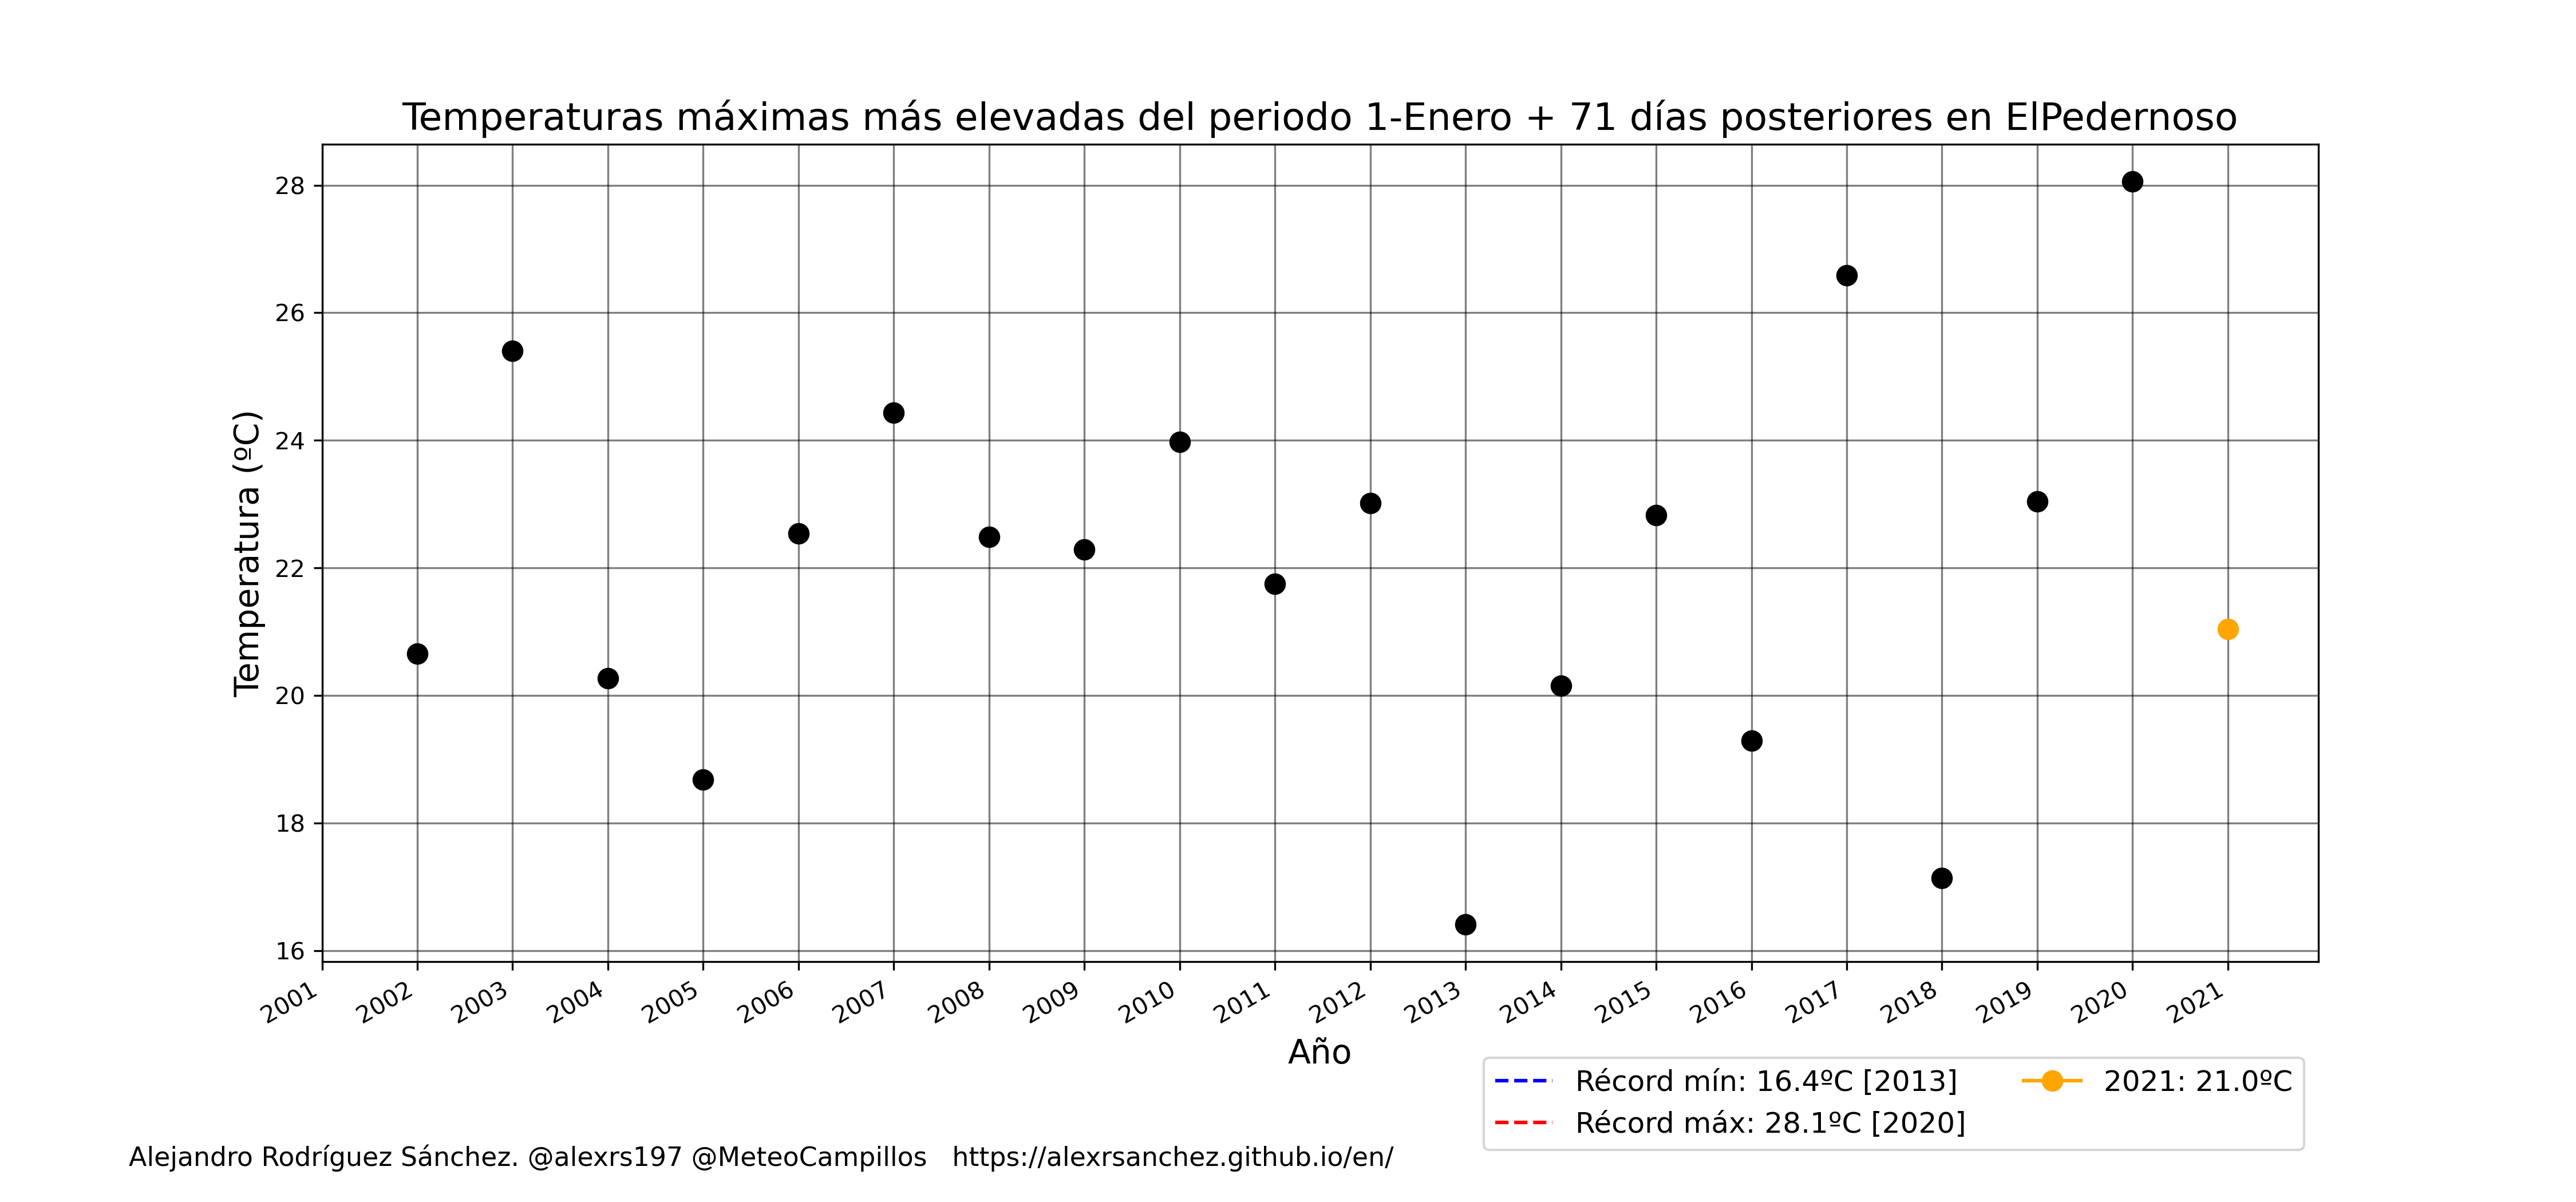 Temperaturas máximas más elevadas del periodo 1-Enero + 71 días posteriores en ElPedernoso
Temperatura (ºC)
28
26
24
22
20
18
16
2001 2002 2003 2004 2005 2006 2007 2008 2009 2010 2011 2012 2013 2014 2015 2016 2017 2018 2019 2020 2021
Año
Récord mín: 16.4ºC [2013]
Récord máx: 28.1ºC [2020]
2021: 21.0ºC
Alejandro Rodríguez Sánchez. @alexrs197 @MeteoCampillos https://alexrsanchez.github.io/en/